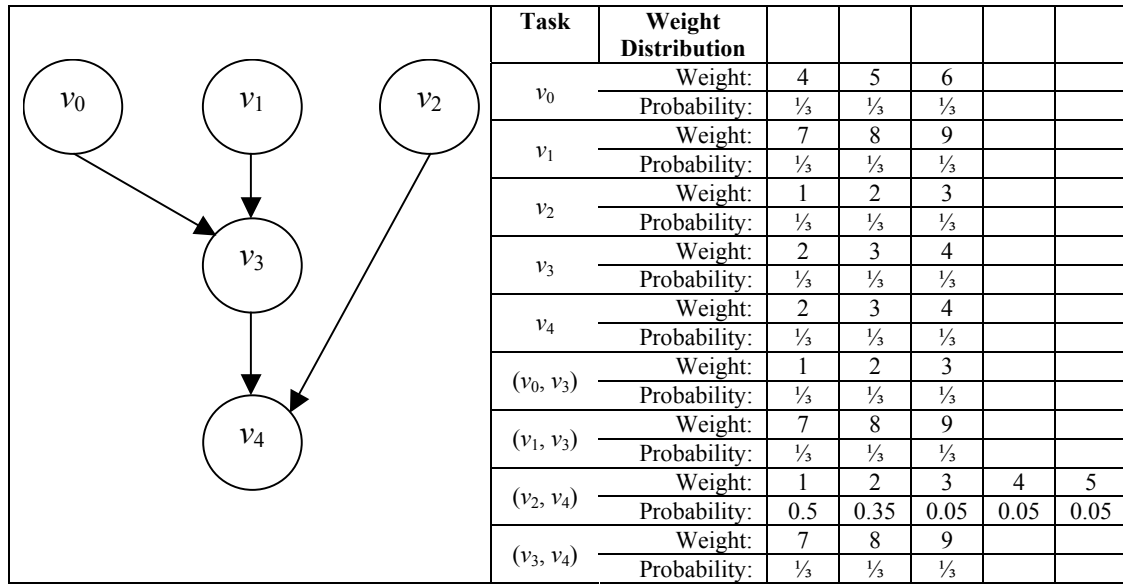 v0 v1 v2
v3
v4
Task Weight Distribution
v0 Weight: 4 5 6
Probability: ⅓ ⅓ ⅓
v1 Weight: 7 8 9
Probability: ⅓ ⅓ ⅓
v2 Weight: 1 2 3
Probability: ⅓ ⅓ ⅓
v3 Weight: 2 3 4
Probability: ⅓ ⅓ ⅓
v4 Weight: 2 3 4
Probability: ⅓ ⅓ ⅓
(v0, v3) Weight: 1 2 3
Probability: ⅓ ⅓ ⅓
(v1, v3) Weight: 7 8 9
Probability: ⅓ ⅓ ⅓
(v2, v4) Weight: 1 2 3 4 5
Probability: 0.5 0.35 0.05 0.05 0.05
(v3, v4) Weight: 7 8 9
Probability: ⅓ ⅓ ⅓